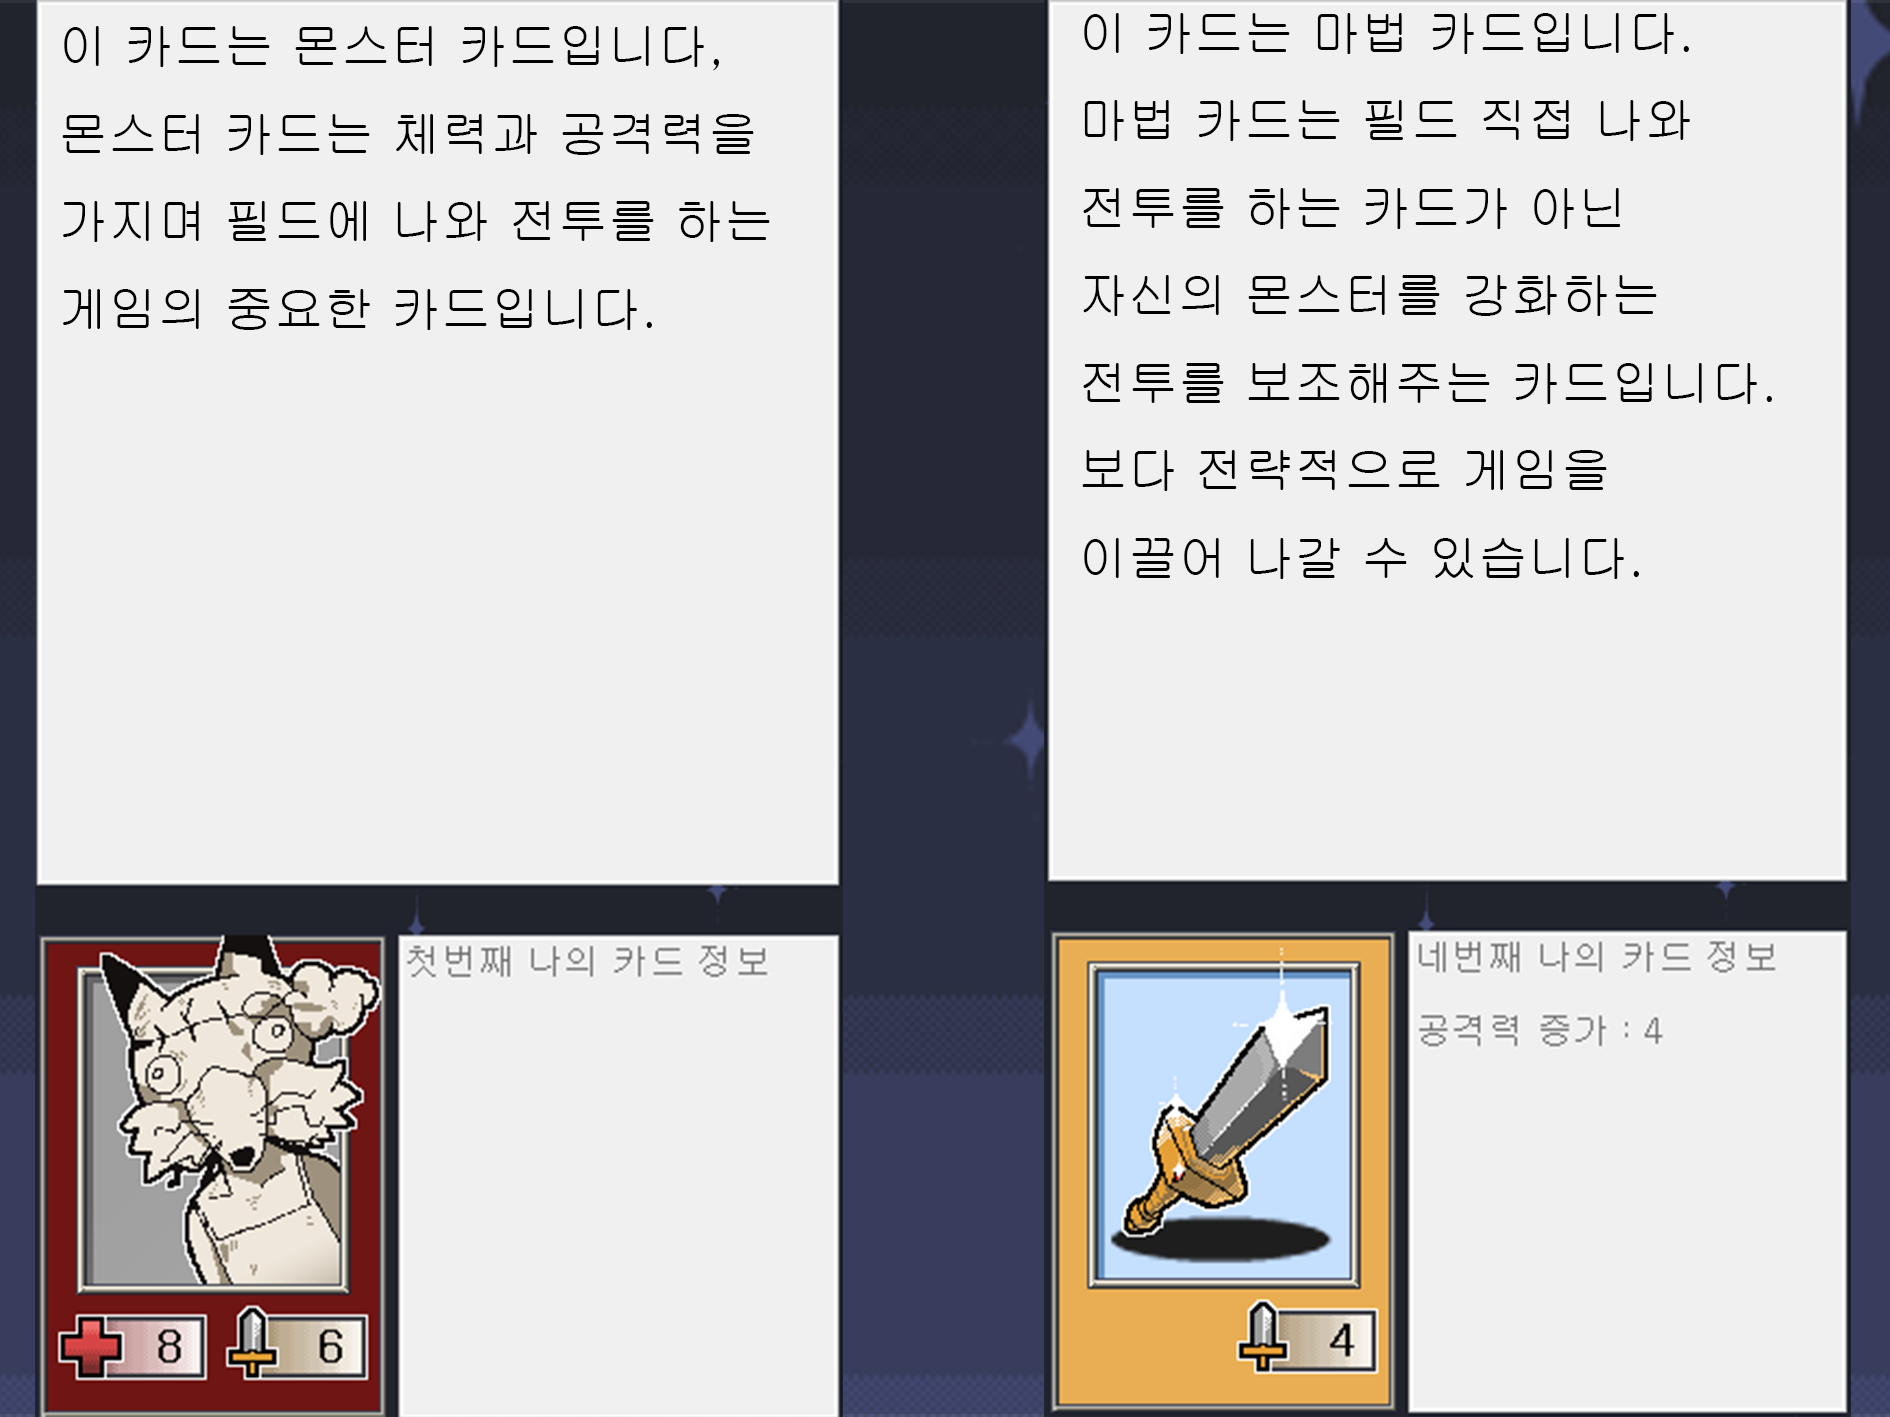 이 카드는 몬스터 카드입니다,
몬스터 카드는 체력과 공격력을
가지며 필드에 나와 전투를 하는
게임의 중요한 카드입니다.
첫번째 나의 카드 정보
8
6
이 카드는 마법 카드입니다.
마법 카드는 필드 직접 나와
전투를 하는 카드가 아닌
자신의 몬스터를 강화하는
전투를 보조해주는 카드입니다.
보다 전략적으로 게임을
이끌어 나갈 수 있습니다.
네번째 나의 카드 정보
공격력 증가 : 4
4